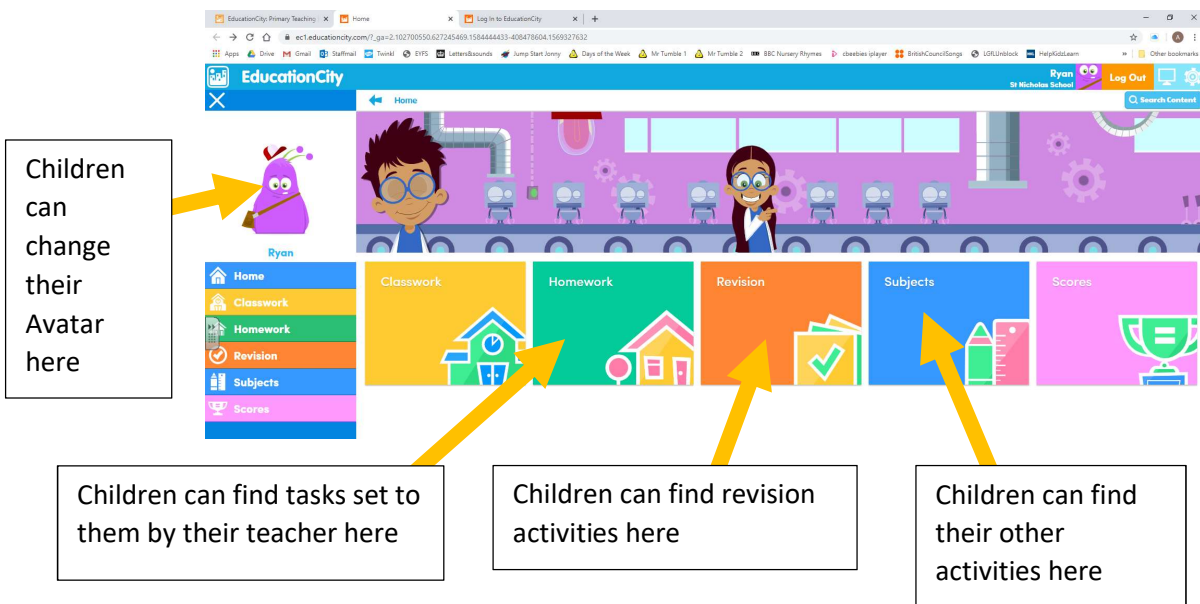 EducationCity: Primary Teaching Home Log In to EducationCity
ec1.educationcity.com/?_ga=2.102700550.627245469.1584444433-408478604.1569327632
Apps Drive Gmail Staffmail Twinkl EYFS Letters&sounds Jump Start Jonny Days of the Week Mr Tumble 1 Mr Tumble 2 BBC Nursery Rhymes cbeebies iplayer BritishCouncilSongs LGfLUnblock HelpKidzLearn » Other bookmarks
EducationCity
Ryan
St Nicholas School
Log Out
Home
Search Content
Ryan
Home
Classwork
Homework
Revision
Subjects
Scores
Classwork
Homework
Revision
Subjects
Scores
Children
can
change
their
Avatar
here
Children can find tasks set to
them by their teacher here
Children can find revision
activities here
Children can find
their other
activities here